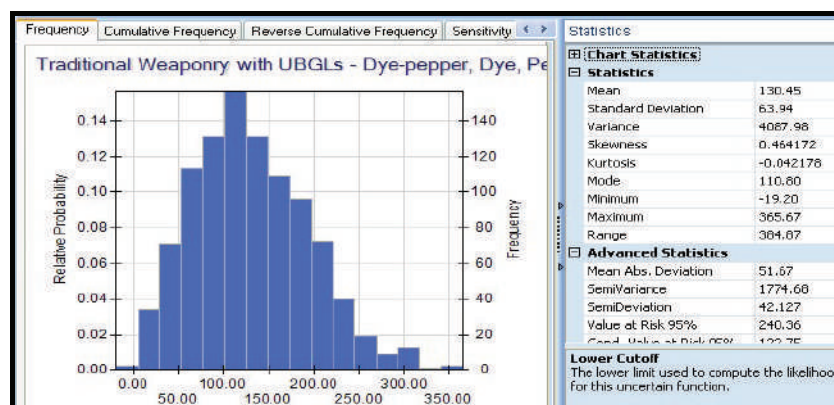 Frequency Cumulative Frequency Reverse Cumulative Frequency Sensitivity
Traditional Weaponry with UBGLs - Dye-pepper, Dye, Pe
Relative Probability
0.14
0.12
0.10
0.08
0.06
0.04
0.02
0.00
140
120
100
80
60
40
20
0
Frequency
0.00 100.00 200.00 300.00
50.00 150.00 250.00 350.00
Statistics
Chart Statistics
Statistics
Mean 130.45
Standard Deviation 63.94
Variance 4087.98
Skewness 0.464172
Kurtosis -0.042178
Mode 110.80
Minimum -19.20
Maximum 365.67
Range 384.87
Advanced Statistics
Mean Abs. Deviation 51.67
SemiVariance 1774.68
SemiDeviation 42.127
Value at Risk 95% 240.36
Cond. Value at Risk 95%
Lower Cutoff
The lower limit used to compute the likelihoo
for this uncertain function.